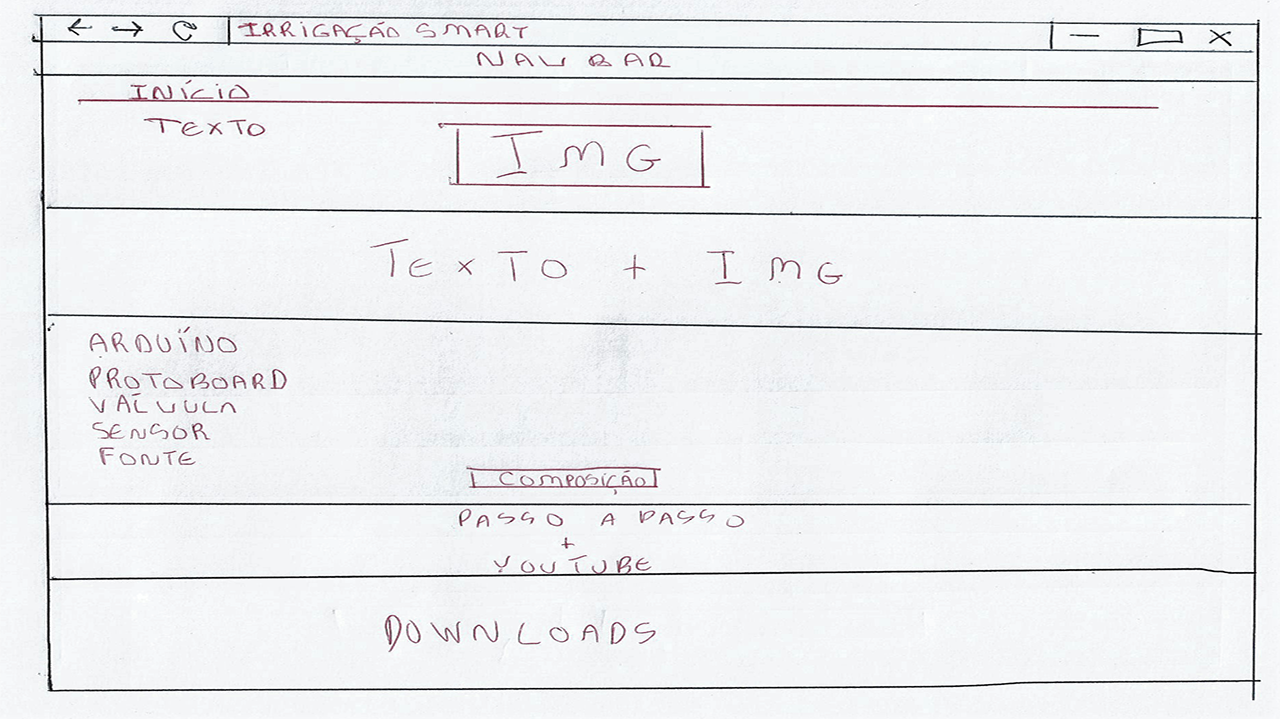 IRRIGAÇÃO SMART
NAV BAR
INÍCIO
TEXTO
IMG
TEXTO + IMG
ARDUÍNO
PROTOBOARD
VÁLVULA
SENSOR
FONTE
COMPOSIÇÃO
PASSO A PASSO
+
YOUTUBE
DOWNLOADS